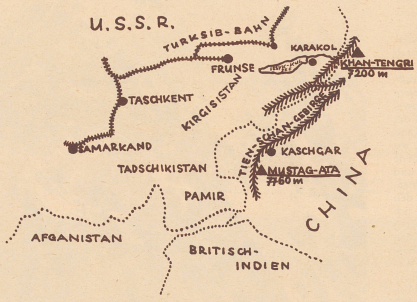 U.S.S.R.
TURKSIB-BAHN
KARAKOL
KHAN-TENGRI
7200 m
FRUNSE
KIRGISISTAN
TASCHKENT
TIEN-SCHAN-GEBIRGE
SAMARKAND
KASCHGAR
TADSCHIKISTAN
MUSTAG-ATA
7760 m
PAMIR
CHINA
AFGANISTAN
BRITISCH-
INDIEN